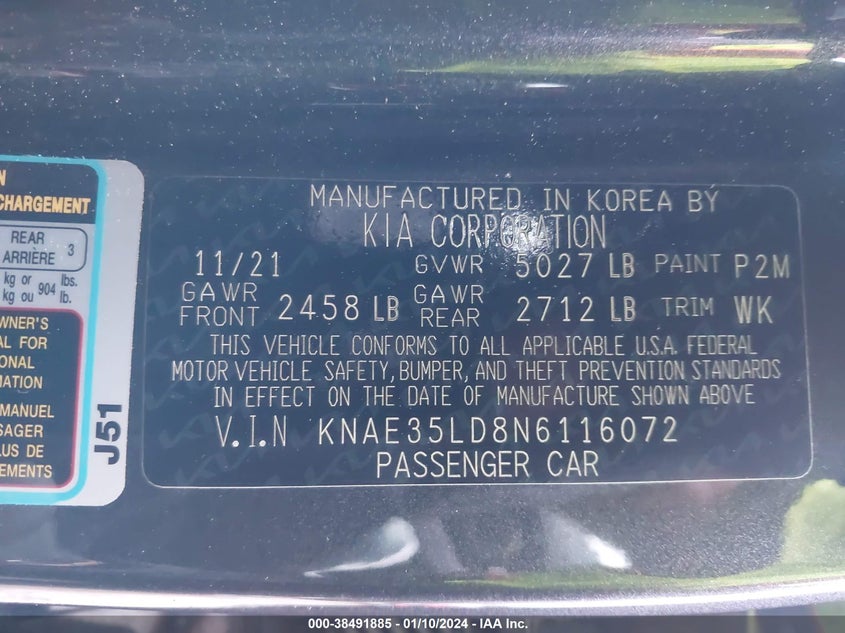 N
CHARGEMENT
REAR
ARRIÈRE 3
kg or lbs.
kg ou 904 lb.
WNER'S
AL FOR
IONAL
MATION
MANUEL
SAGER
LUS DE
EMENTS
J51
MANUFACTURED IN KOREA BY
KIA CORPORATION
11/21 GVWR 5027 LB PAINT P2M
GAWR FRONT 2458 LB GAWR REAR 2712 LB TRIM WK
THIS VEHICLE CONFORMS TO ALL APPLICABLE U.S.A. FEDERAL
MOTOR VEHICLE SAFETY, BUMPER, AND THEFT PREVENTION STANDARDS
IN EFFECT ON THE DATE OF MANUFACTURE SHOWN ABOVE
V.I.N KNAE35LD8N6116072
PASSENGER CAR
000-38491885 - 01/10/2024 - IAA Inc.